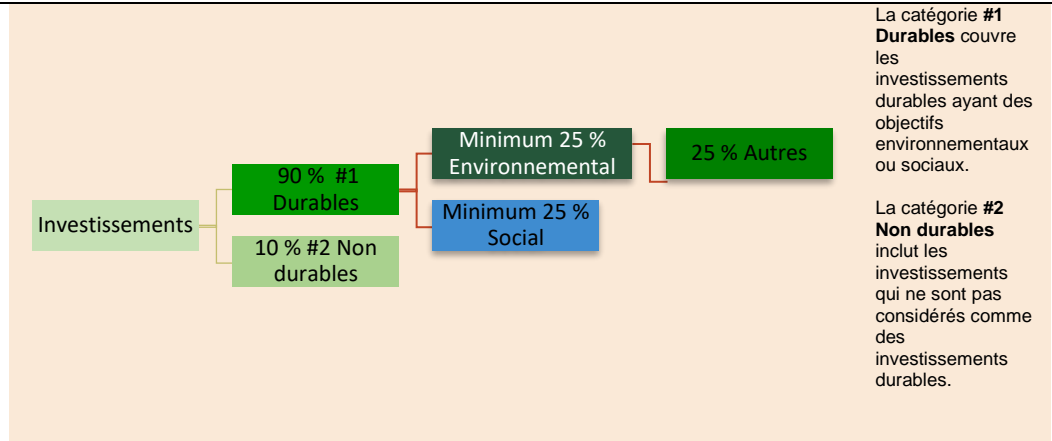 Investissements
90 % #1
Durables
10 % #2 Non
durables
Minimum 25 %
Environnemental
Minimum 25 %
Social
25 % Autres
La catégorie #1
Durables couvre
les
investissements
durables ayant des
objectifs
environnementaux
ou sociaux.
La catégorie #2
Non durables
inclut les
investissements
qui ne sont pas
considérés comme
des
investissements
durables.